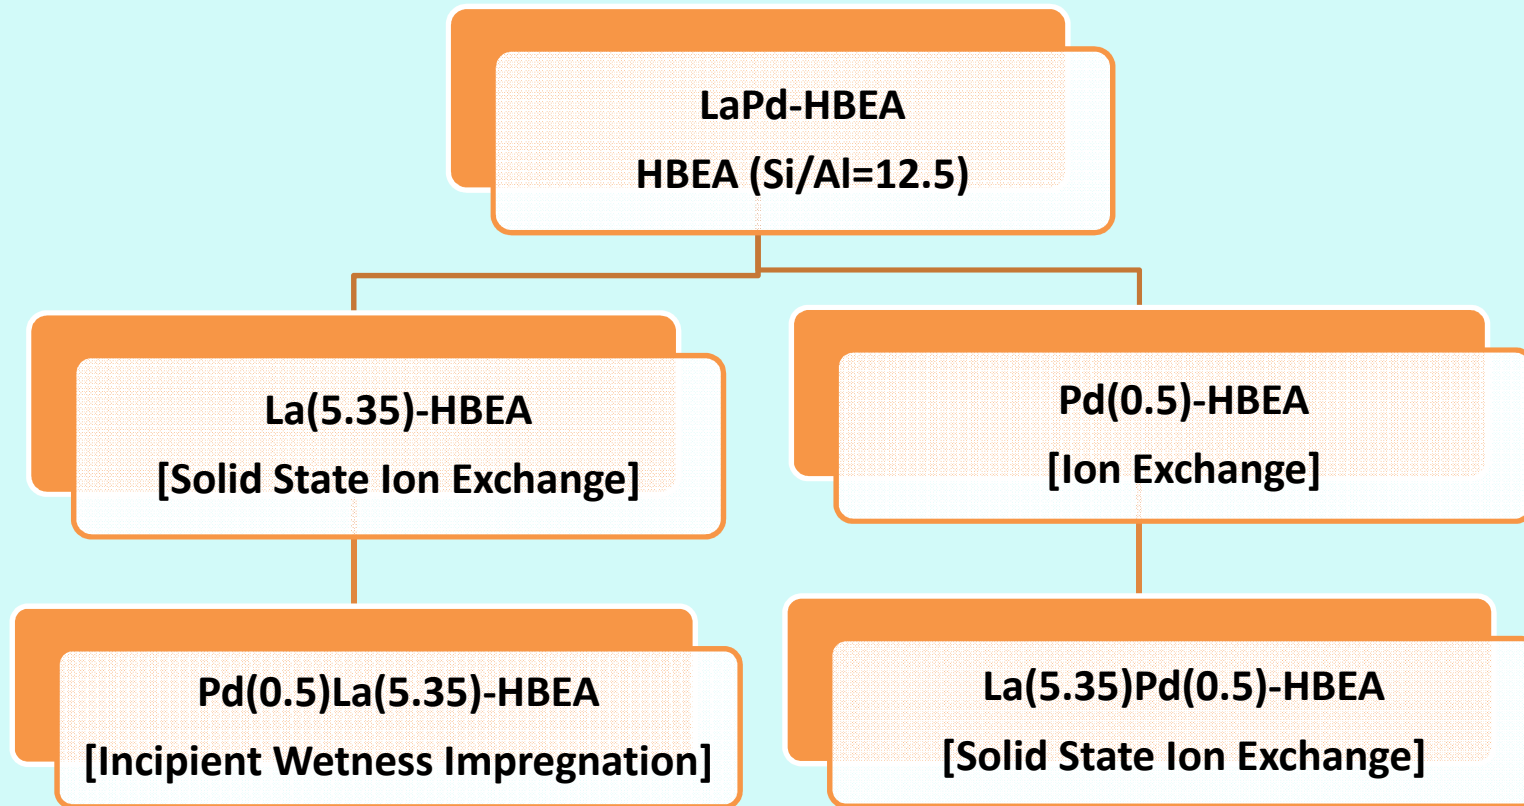 LaPd-HBEA
HBEA (Si/Al=12.5)
La(5.35)-HBEA
[Solid State Ion Exchange]
Pd(0.5)-HBEA
[Ion Exchange]
Pd(0.5)La(5.35)-HBEA
[Incipient Wetness Impregnation]
La(5.35)Pd(0.5)-HBEA
[Solid State Ion Exchange]